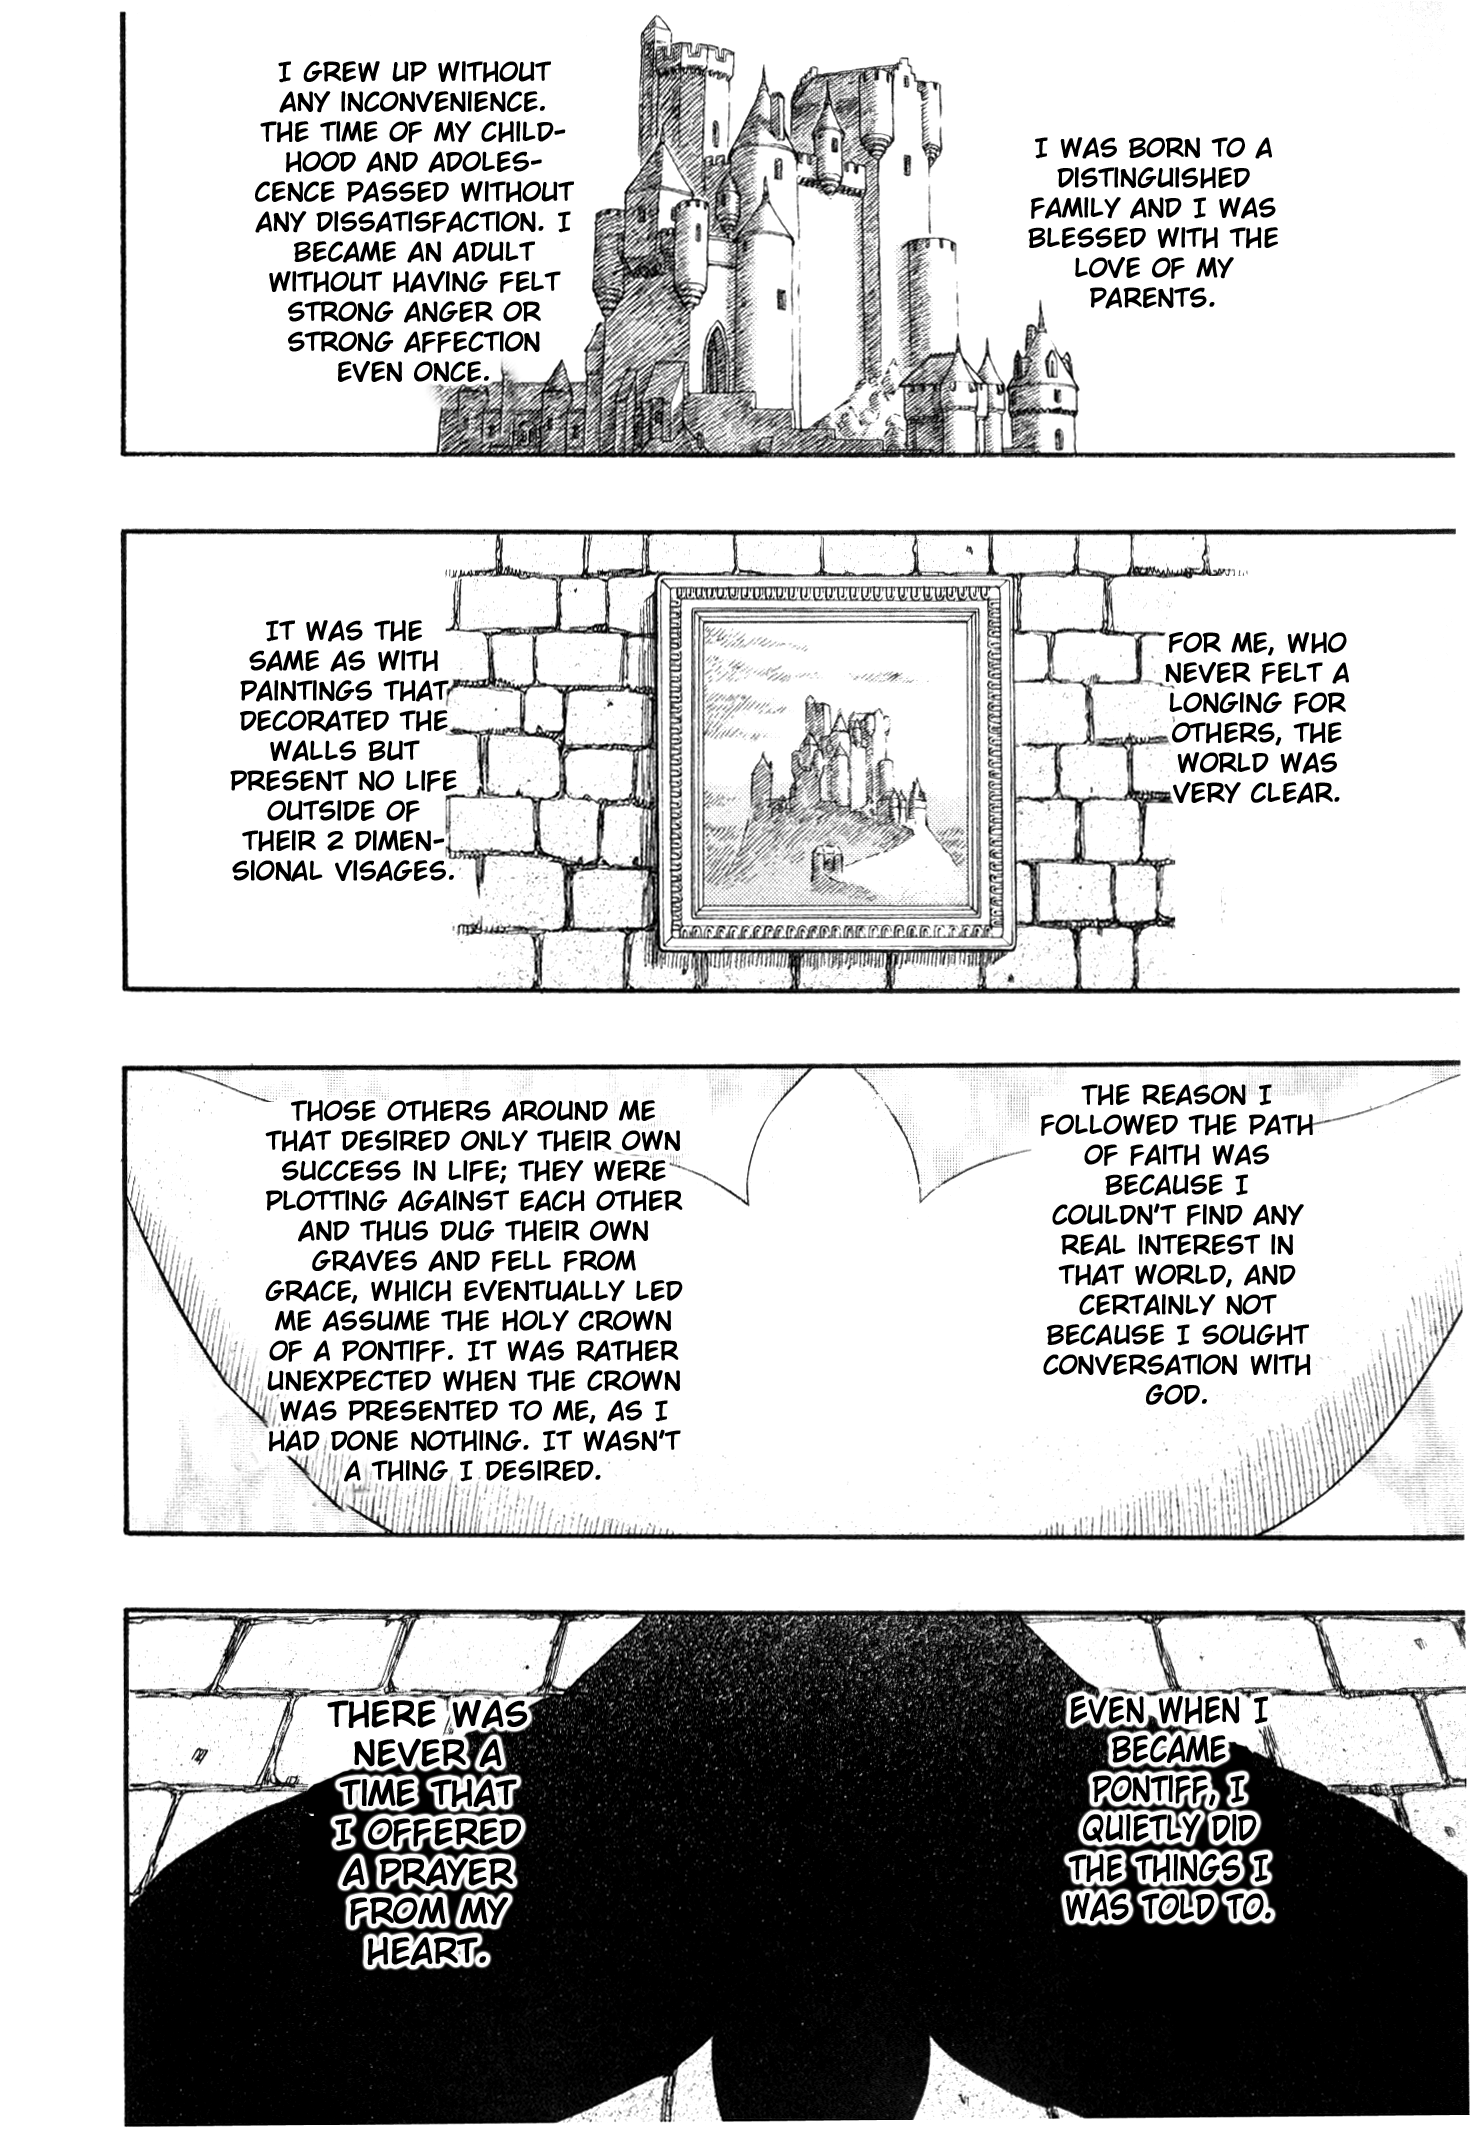 I WAS BORN TO A
DISTINGUISHED
FAMILY AND I WAS
BLESSED WITH THE
LOVE OF MY
PARENTS.
I GREW UP WITHOUT
ANY INCONVENIENCE.
THE TIME OF MY CHILD-
HOOD AND ADOLES-
CENCE PASSED WITHOUT
ANY DISSATISFACTION. I
BECAME AN ADULT
WITHOUT HAVING FELT
STRONG ANGER OR
STRONG AFFECTION
EVEN ONCE.
FOR ME, WHO
NEVER FELT A
LONGING FOR
OTHERS, THE
WORLD WAS
VERY CLEAR.
IT WAS THE
SAME AS WITH
PAINTINGS THAT
DECORATED THE
WALLS BUT
PRESENT NO LIFE
OUTSIDE OF
THEIR 2 DIMEN-
SIONAL VISAGES.
THE REASON I
FOLLOWED THE PATH
OF FAITH WAS
BECAUSE I
COULDN'T FIND ANY
REAL INTEREST IN
THAT WORLD, AND
CERTAINLY NOT
BECAUSE I SOUGHT
CONVERSATION WITH
GOD.
THOSE OTHERS AROUND ME
THAT DESIRED ONLY THEIR OWN
SUCCESS IN LIFE; THEY WERE
PLOTTING AGAINST EACH OTHER
AND THUS DUG THEIR OWN
GRAVES AND FELL FROM
GRACE, WHICH EVENTUALLY LED
ME ASSUME THE HOLY CROWN
OF A PONTIFF. IT WAS RATHER
UNEXPECTED WHEN THE CROWN
WAS PRESENTED TO ME, AS I
HAD DONE NOTHING. IT WASN'T
A THING I DESIRED.
EVEN WHEN I
BECAME
PONTIFF, I
QUIETLY DID
THE THINGS I
WAS TOLD TO.
THERE WAS
NEVER A
TIME THAT
I OFFERED
A PRAYER
FROM MY
HEART.